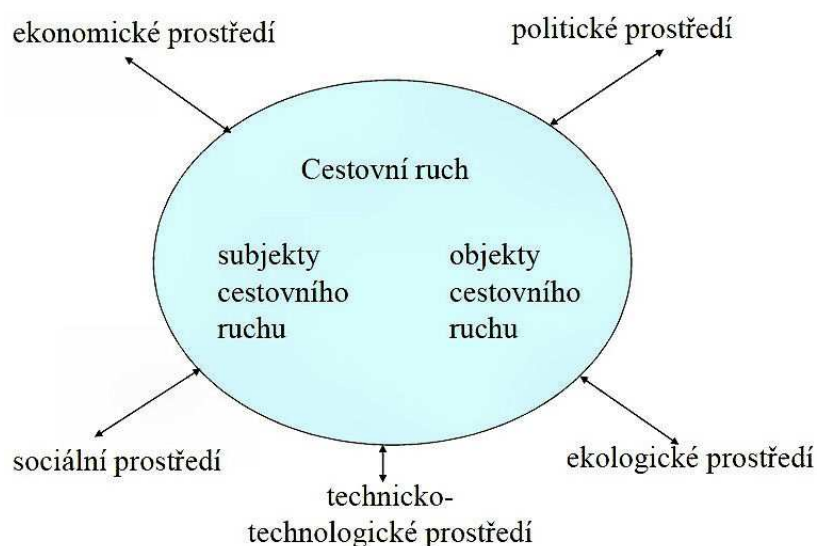 ekonomické prostředí
politické prostředí
Cestovní ruch
subjekty
cestovního
ruchu
objekty
cestovního
ruchu
sociální prostředí
ekologické prostředí
technicko-
technologické prostředí